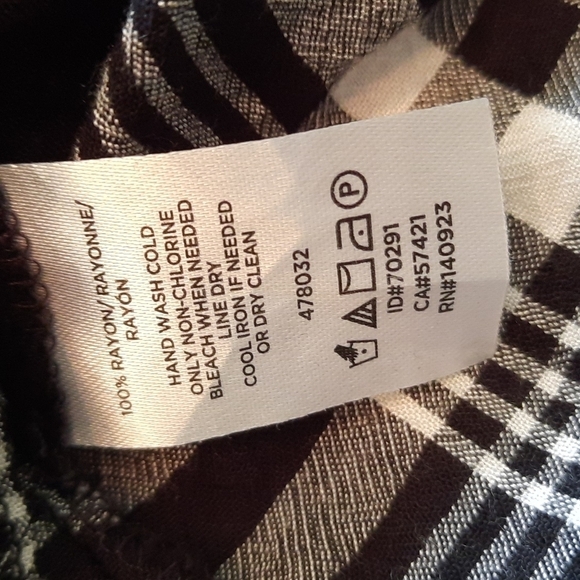 100% RAYON/ RAYONNE/
RAYÓN
HAND WASH COLD
ONLY NON-CHLORINE
BLEACH WHEN NEEDED
LINE DRY
COOL IRON IF NEEDED
OR DRY CLEAN
478032
P
ID#70291
CA#57421
RN#140923